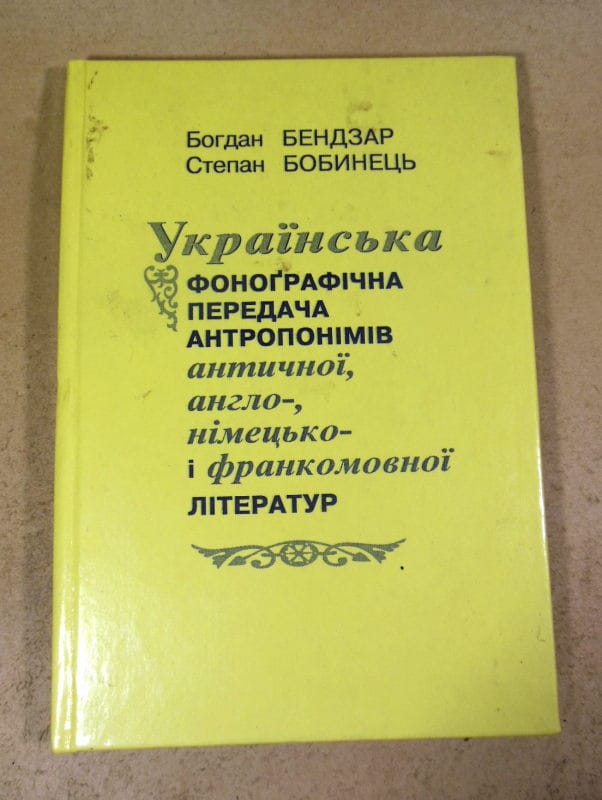 Богдан БЕНДЗАР
Степан БОБИНЕЦЬ
Українська
ФОНОҐРАФІЧНА
ПЕРЕДАЧА
АНТРОПОНІМІВ
античної,
англо-,
німецько-
і франкомовної
ЛІТЕРАТУР